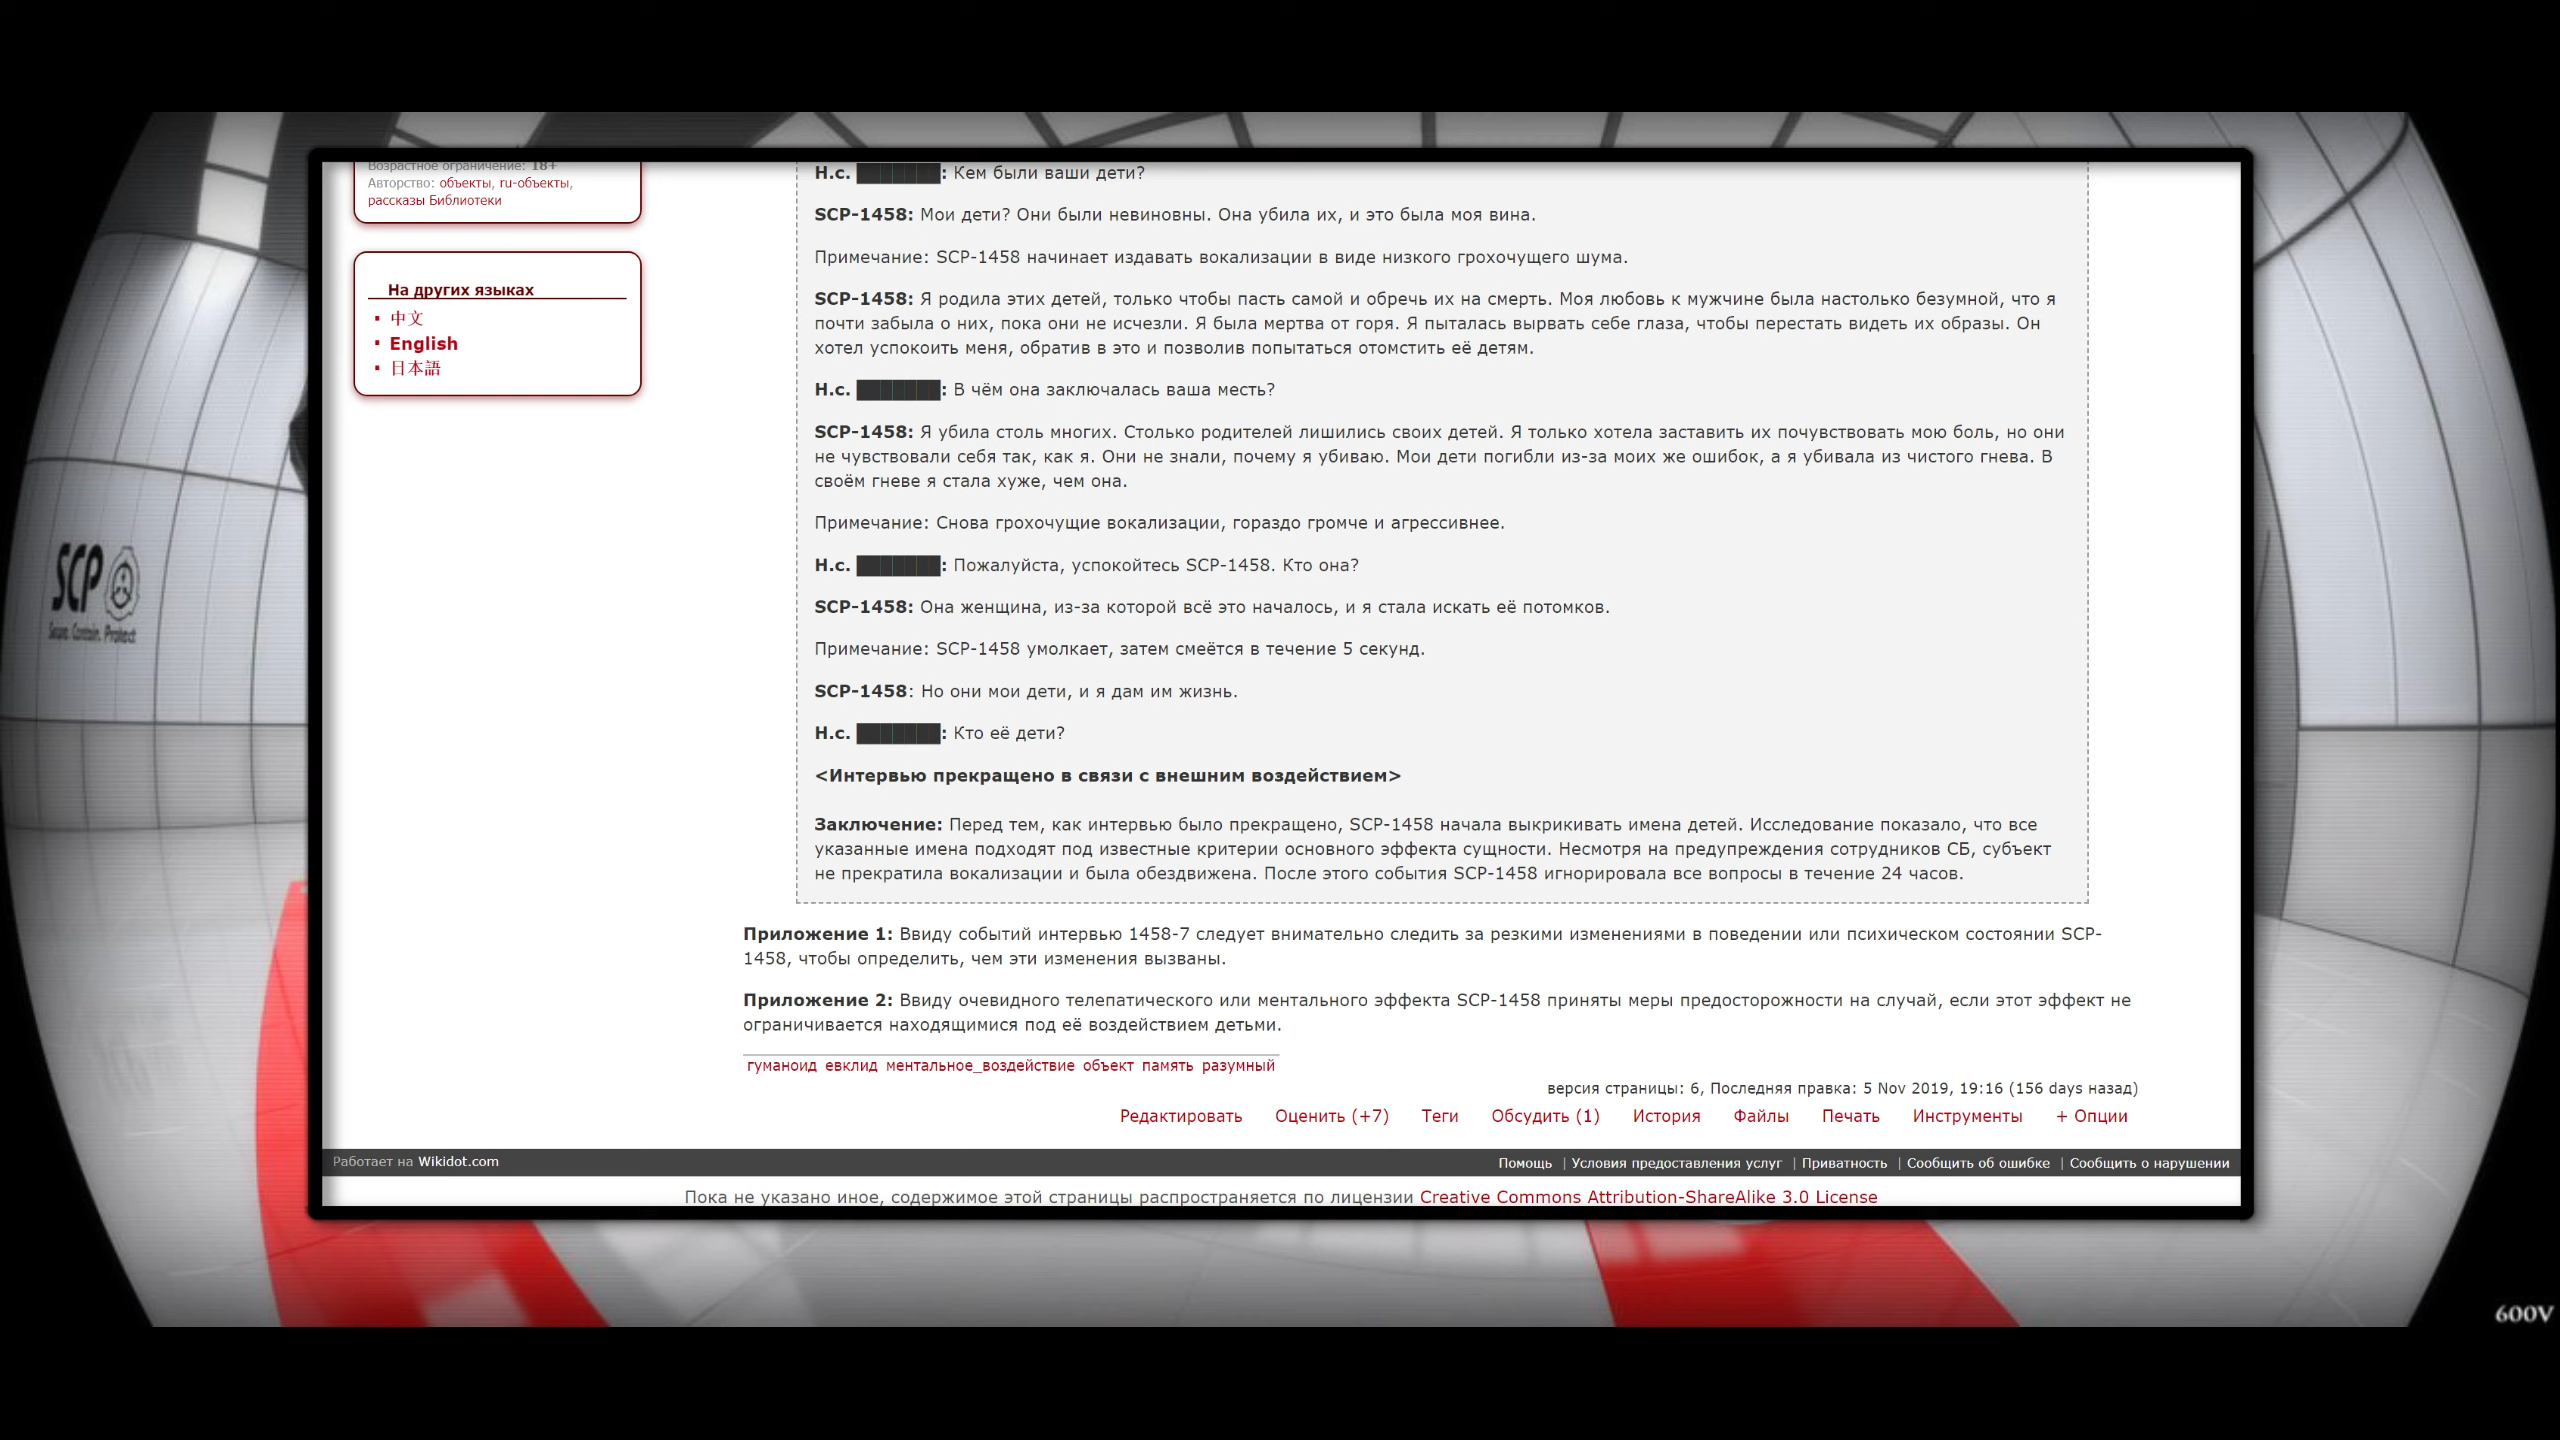 Возрастное ограничение: 18+
Авторство: объекты, ru-объекты,
рассказы Библиотеки
На других языках
中文
English
日本語
Н.с. ███████: Кем были ваши дети?
SCP-1458: Мои дети? Они были невиновны. Она убила их, и это была моя вина.
Примечание: SCP-1458 начинает издавать вокализации в виде низкого грохочущего шума.
SCP-1458: Я родила этих детей, только чтобы пасть самой и обречь их на смерть. Моя любовь к мужчине была настолько безумной, что я
почти забыла о них, пока они не исчезли. Я была мертва от горя. Я пыталась вырвать себе глаза, чтобы перестать видеть их образы. Он
хотел успокоить меня, обратив в это и позволив попытаться отомстить её детям.
Н.с. ███████: В чём она заключалась ваша месть?
SCP-1458: Я убила столь многих. Столько родителей лишились своих детей. Я только хотела заставить их почувствовать мою боль, но они
не чувствовали себя так, как я. Они не знали, почему я убиваю. Мои дети погибли из-за моих же ошибок, а я убивала из чистого гнева. В
своём гневе я стала хуже, чем она.
Примечание: Снова грохочущие вокализации, гораздо громче и агрессивнее.
Н.с. ███████: Пожалуйста, успокойтесь SCP-1458. Кто она?
SCP-1458: Она женщина, из-за которой всё это началось, и я стала искать её потомков.
Примечание: SCP-1458 умолкает, затем смеётся в течение 5 секунд.
SCP-1458: Но они мои дети, и я дам им жизнь.
Н.с. ███████: Кто её дети?
<Интервью прекращено в связи с внешним воздействием>
Заключение: Перед тем, как интервью было прекращено, SCP-1458 начала выкрикивать имена детей. Исследование показало, что все
указанные имена подходят под известные критерии основного эффекта сущности. Несмотря на предупреждения сотрудников СБ, субъект
не прекратила вокализации и была обездвижена. После этого события SCP-1458 игнорировала все вопросы в течение 24 часов.
Приложение 1: Ввиду событий интервью 1458-7 следует внимательно следить за резкими изменениями в поведении или психическом состоянии SCP-
1458, чтобы определить, чем эти изменения вызваны.
Приложение 2: Ввиду очевидного телепатического или ментального эффекта SCP-1458 приняты меры предосторожности на случай, если этот эффект не
ограничивается находящимися под её воздействием детьми.
гуманоид евклид ментальное_воздействие объект память разумный
версия страницы: 6, Последняя правка: 5 Nov 2019, 19:16 (156 days назад)
Редактировать Оценить (+7) Теги Обсудить (1) История Файлы Печать Инструменты + Опции
Работает на Wikidot.com
Помощь | Условия предоставления услуг | Приватность | Сообщить об ошибке | Сообщить о нарушении
Пока не указано иное, содержимое этой страницы распространяется по лицензии Creative Commons Attribution-ShareAlike 3.0 License
SCP
Secure. Contain. Protect
600V